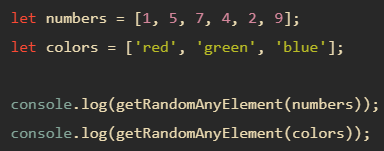 let numbers = [1, 5, 7, 4, 2, 9];
let colors = ['red', 'green', 'blue'];
console.log(getRandomAnyElement(numbers));
console.log(getRandomAnyElement(colors));